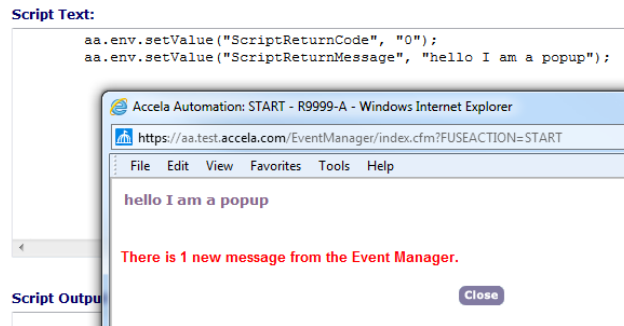 Script Text:
aa.env.setValue("ScriptReturnCode", "0");
aa.env.setValue("ScriptReturnMessage", "hello I am a popup");
Accela Automation: START - R9999-A - Windows Internet Explorer
https://aa.test.accela.com/EventManager/index.cfm?FUSEACTION=START
File Edit View Favorites Tools Help
hello I am a popup
There is 1 new message from the Event Manager.
Close
Script Outpu